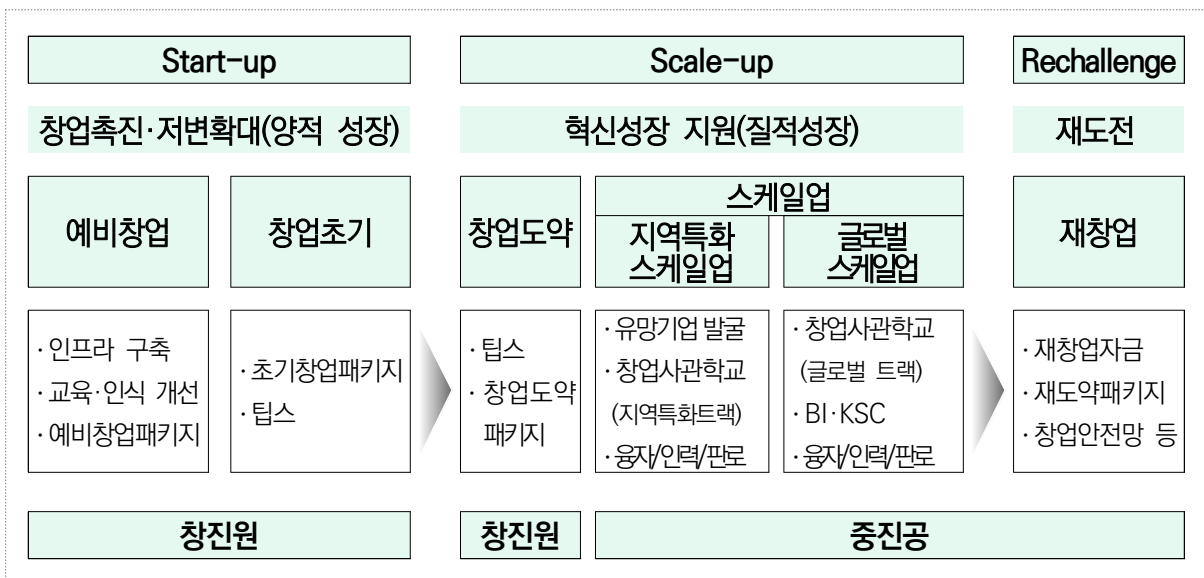 Start-up
Scale-up
Rechallenge
창업촉진·저변확대(양적 성장)
혁신성장 지원(질적성장)
재도전
예비창업
창업초기
창업도약
스케일업
지역특화
스케일업
글로벌
스케일업
재창업
· 인프라 구축
· 교육·인식 개선
· 예비창업패키지
· 초기창업패키지
· 팁스
· 팁스
· 창업도약
패키지
· 유망기업 발굴
· 창업사관학교
(지역특화트랙)
· 융자/인력/판로
· 창업사관학교
(글로벌 트랙)
· BI·KSC
· 융자/인력/판로
· 재창업자금
· 재도약패키지
· 창업안전망 등
창진원
창진원
중진공